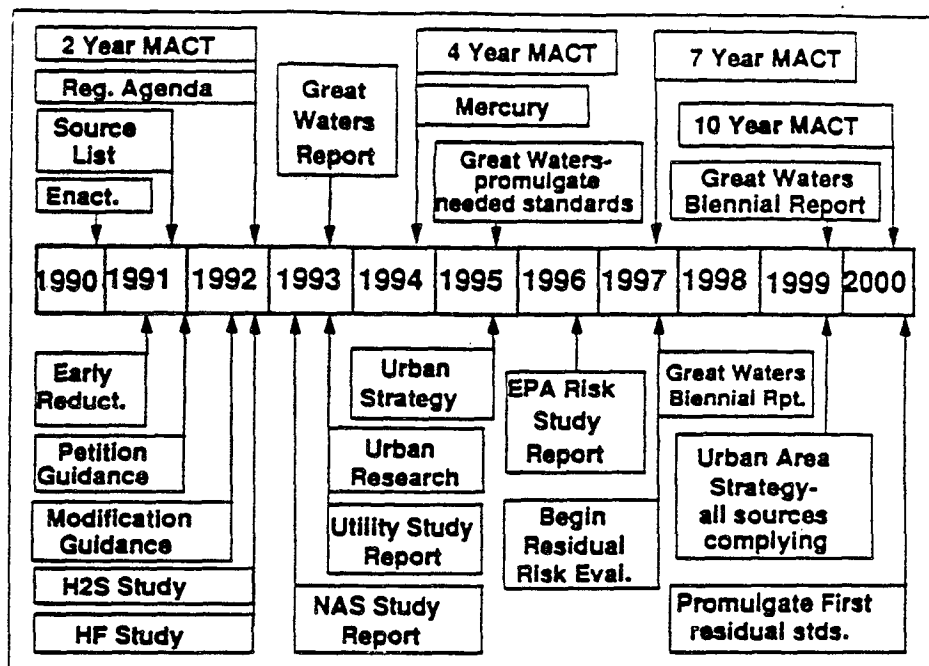 2 Year MACT
Reg. Agenda
Source
List
Enact.
Great
Waters
Report
4 Year MACT
Mercury
Great Waters-
promulgate
needed standards
7 Year MACT
10 Year MACT
Great Waters
Biennial Report
1990 1991 1992 1993 1994 1995 1996 1997 1998 1999 2000
Early
Reduct.
Petition
Guidance
Modification
Guidance
H2S Study
HF Study
Urban
Strategy
Urban
Research
Utility Study
Report
NAS Study
Report
EPA Risk
Study
Report
Begin
Residual
Risk Eval.
Great Waters
Biennial Rpt.
Urban Area
Strategy-
all sources
complying
Promulgate First
residual stds.